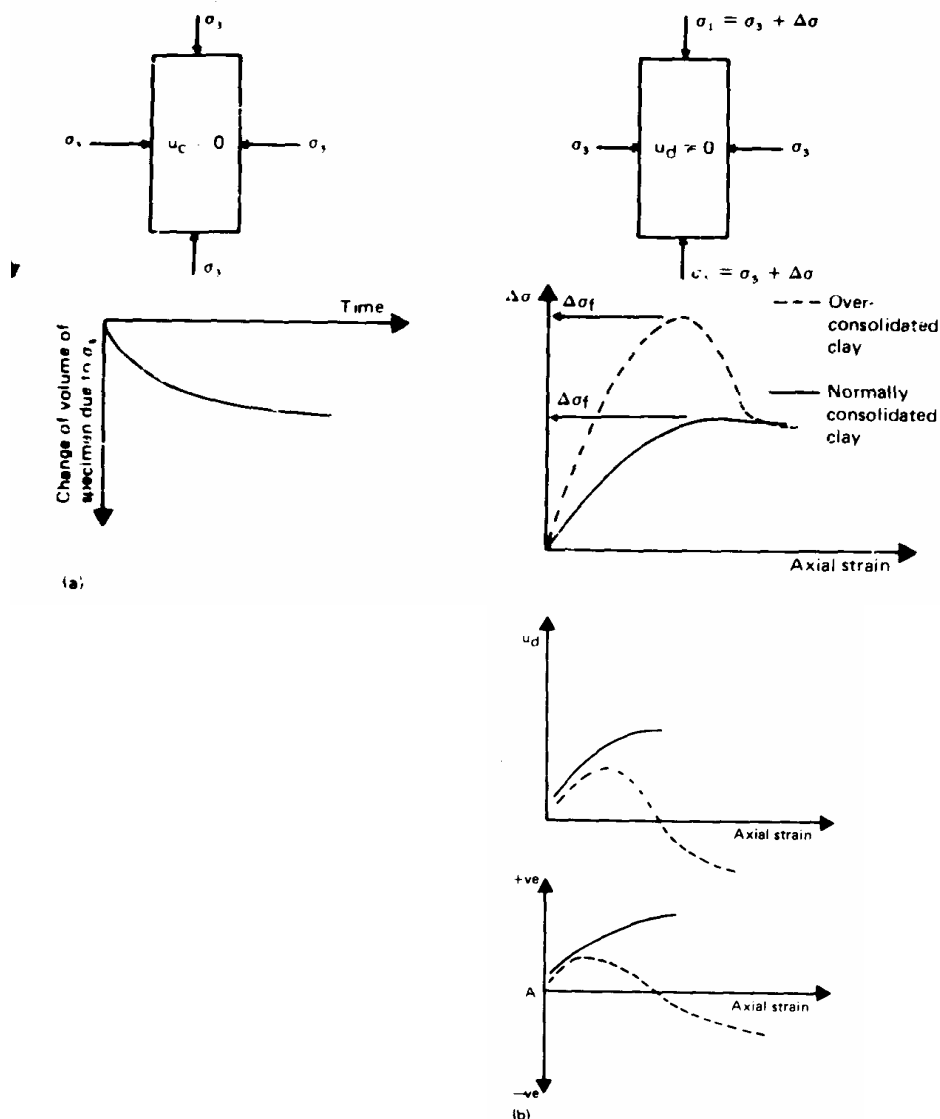 σ₃
σ₃
u_c = 0
σ₃
σ₃
Time
Change of volume of
specimen due to σ₃
(a)
σ₁ = σ₃ + Δσ
σ₃
u_d ≠ 0
σ₃
= σ₃ + Δσ
Δσ
Δσf
Δσf
Over-
consolidated
clay
Normally
consolidated
clay
Axial strain
u_d
Axial strain
+ve
A
Axial strain
−ve
(b)